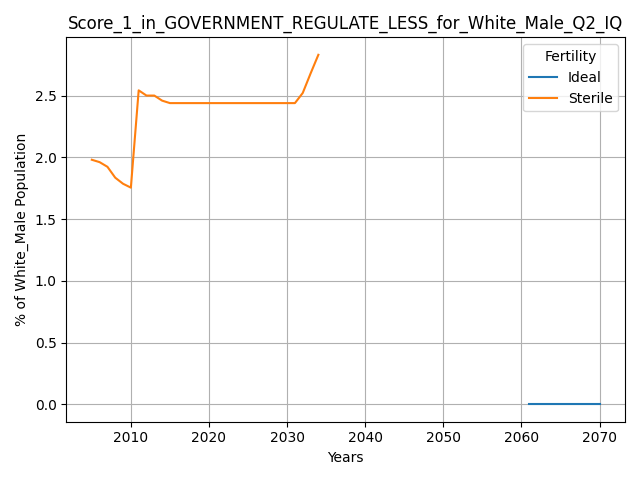 Score_1_in_GOVERNMENT_REGULATE_LESS_for_White_Male_Q2_IQ
Fertility
Ideal
Sterile
% of White_Male Population
2.5
2.0
1.5
1.0
0.5
0.0
2010 2020 2030 2040 2050 2060 2070
Years